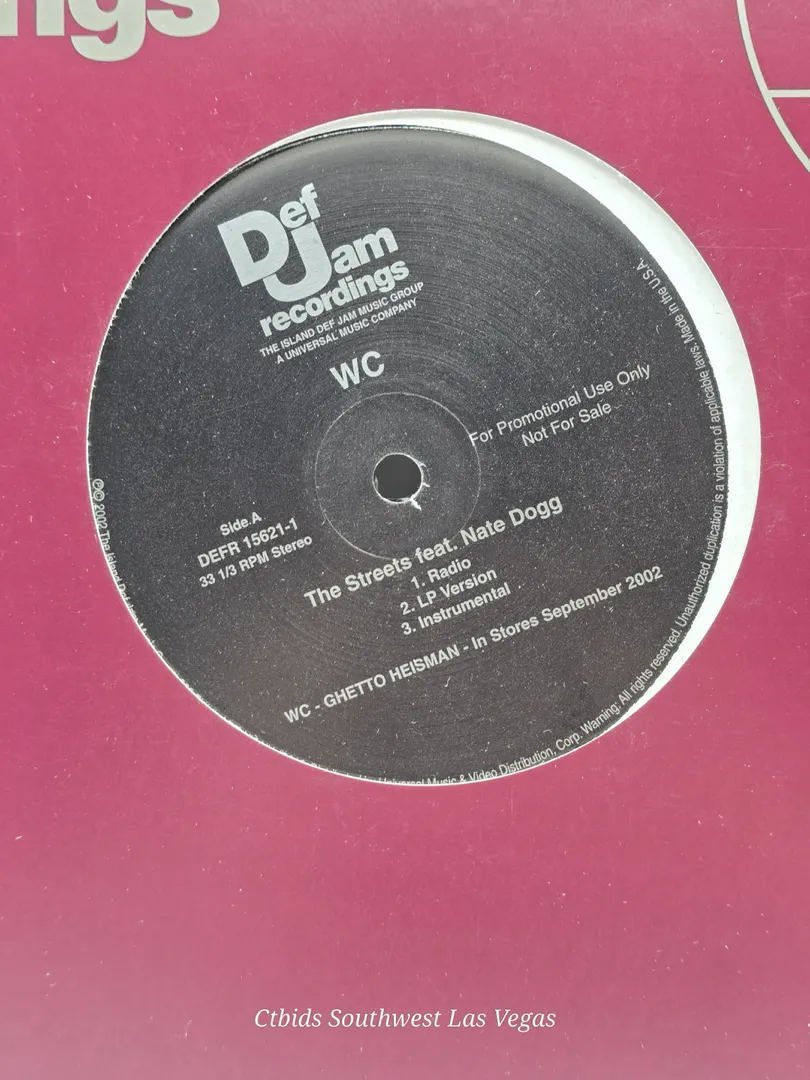 ngs
Def
Jam
recordings
THE ISLAND DEF JAM MUSIC GROUP
A UNIVERSAL MUSIC COMPANY
WC
For Promotional Use Only
Not For Sale
Side A
DEFR 15621-1
33 1/3 RPM Stereo
The Streets feat. Nate Dogg
1. Radio
2. LP Version
3. Instrumental
WC - GHETTO HEISMAN - In Stores September 2002
℗© 2002 The Island De
Universal Music & Video Distribution, Corp. Warning: All rights reserved. Unauthorized duplication is a violation of applicable laws. Made in the U.S.A.
Ctbids Southwest Las Vegas